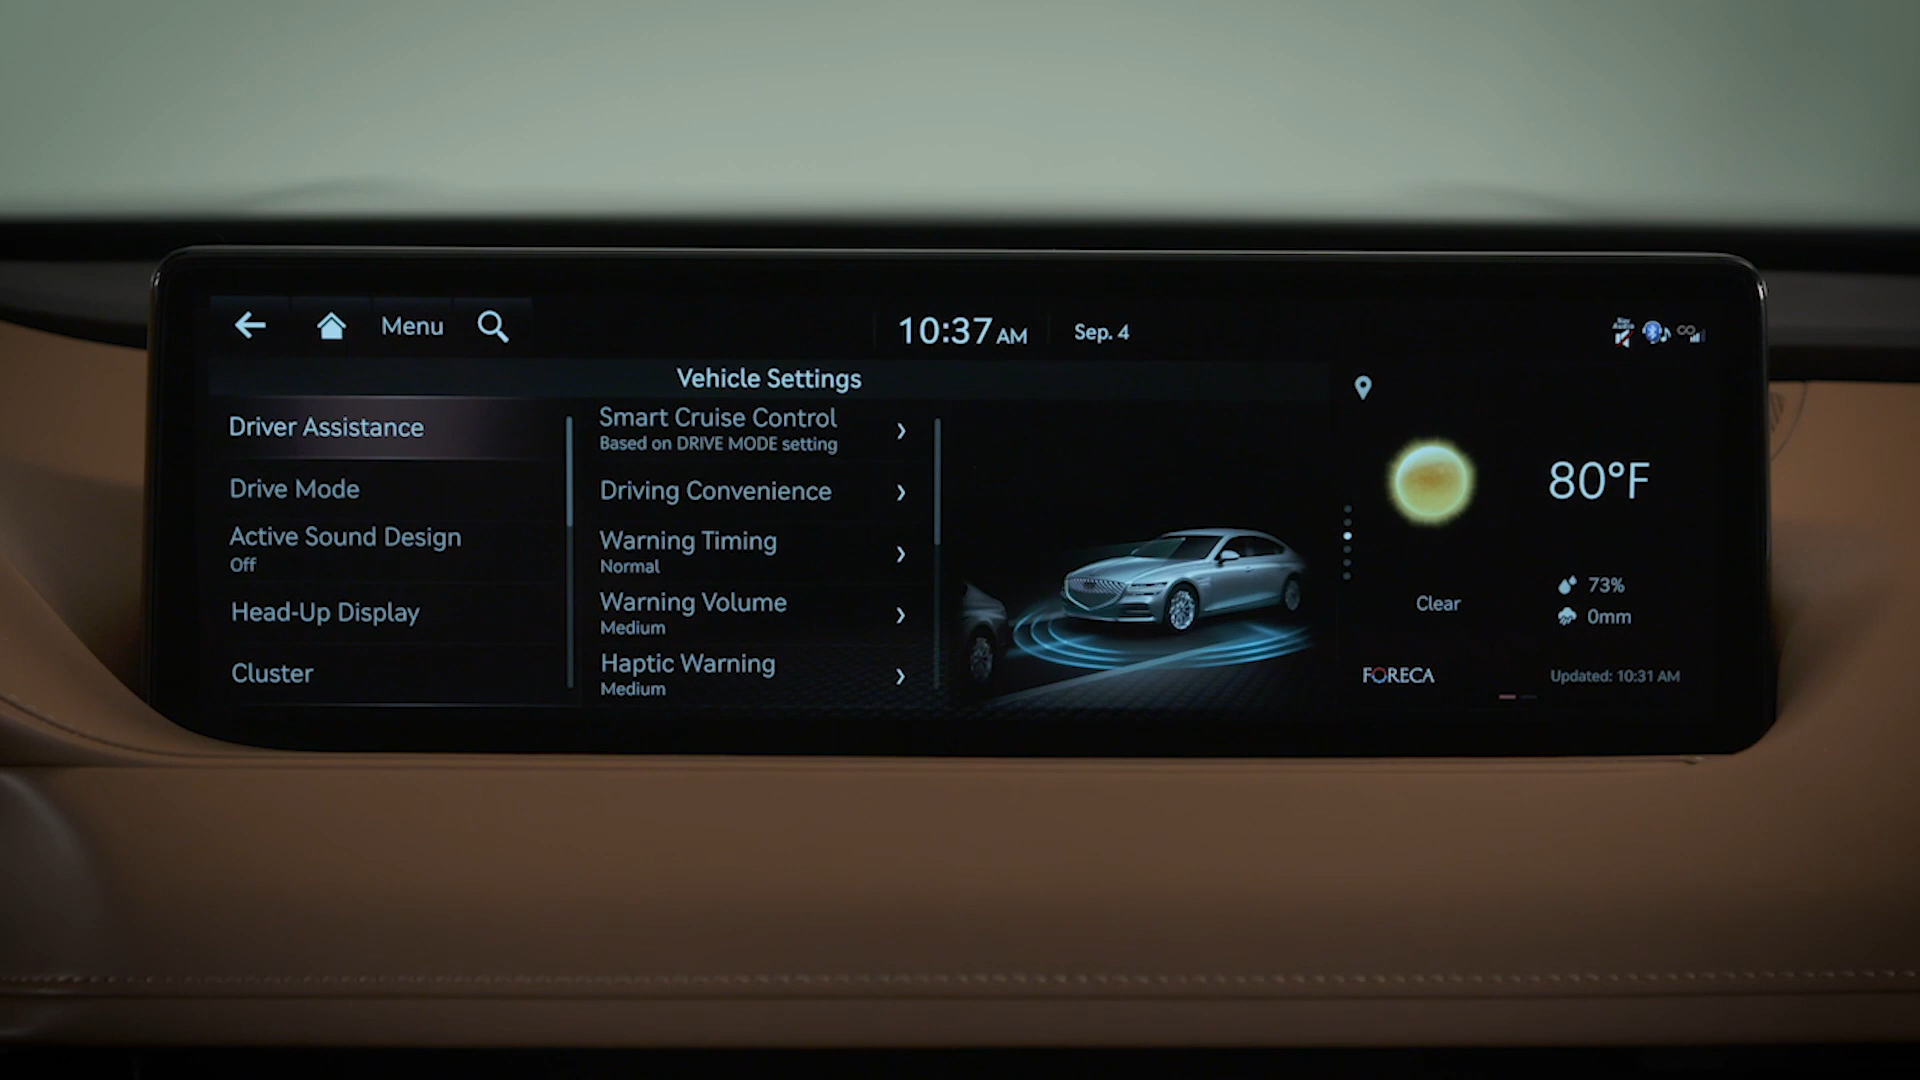 Menu
10:37 AM
Sep. 4
Vehicle Settings
Driver Assistance
Drive Mode
Active Sound Design
Off
Head-Up Display
Cluster
Smart Cruise Control
Based on DRIVE MODE setting
Driving Convenience
Warning Timing
Normal
Warning Volume
Medium
Haptic Warning
Medium
80°F
Clear
73%
0mm
FORECA
Updated: 10:31 AM